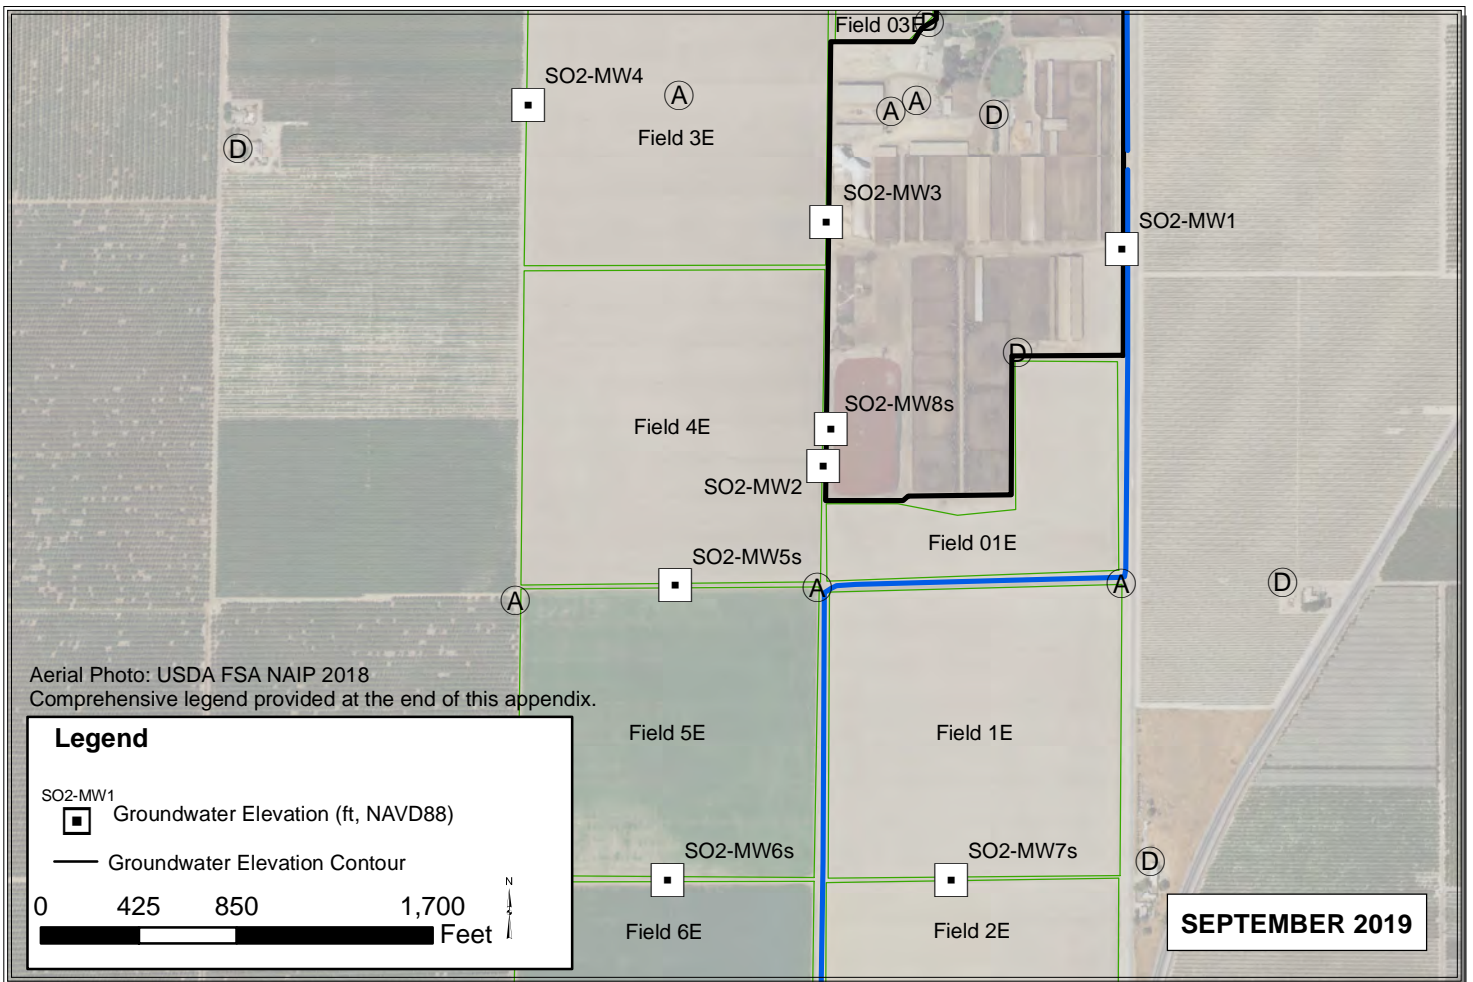 Field 03E
D
SO2-MW4
A
A
A
D
Field 3E
D
SO2-MW3
SO2-MW1
D
SO2-MW8s
Field 4E
SO2-MW2
Field 01E
SO2-MW5s
A
A
A
D
Aerial Photo: USDA FSA NAIP 2018
Comprehensive legend provided at the end of this appendix.
Field 5E
Field 1E
Legend
SO2-MW1
Groundwater Elevation (ft, NAVD88)
Groundwater Elevation Contour
0 425 850 1,700
Feet
N
SO2-MW6s
SO2-MW7s
D
Field 6E
Field 2E
SEPTEMBER 2019